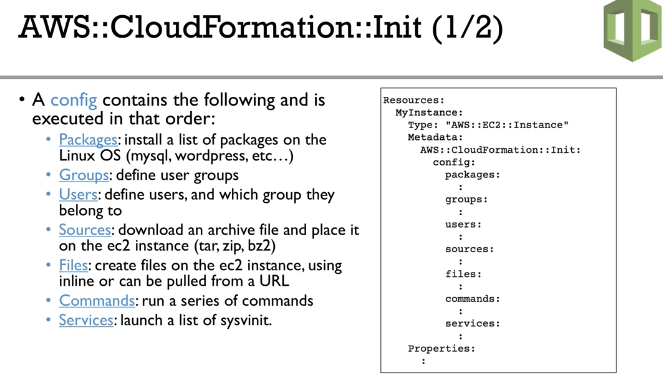 AWS::CloudFormation::Init (1/2)
• A config contains the following and is
executed in that order:
• Packages: install a list of packages on the
Linux OS (mysql, wordpress, etc…)
• Groups: define user groups
• Users: define users, and which group they
belong to
• Sources: download an archive file and place it
on the ec2 instance (tar, zip, bz2)
• Files: create files on the ec2 instance, using
inline or can be pulled from a URL
• Commands: run a series of commands
• Services: launch a list of sysvinit.
Resources:
MyInstance:
Type: "AWS::EC2::Instance"
Metadata:
AWS::CloudFormation::Init:
config:
packages:
:
groups:
:
users:
:
sources:
:
files:
:
commands:
:
services:
:
Properties:
: